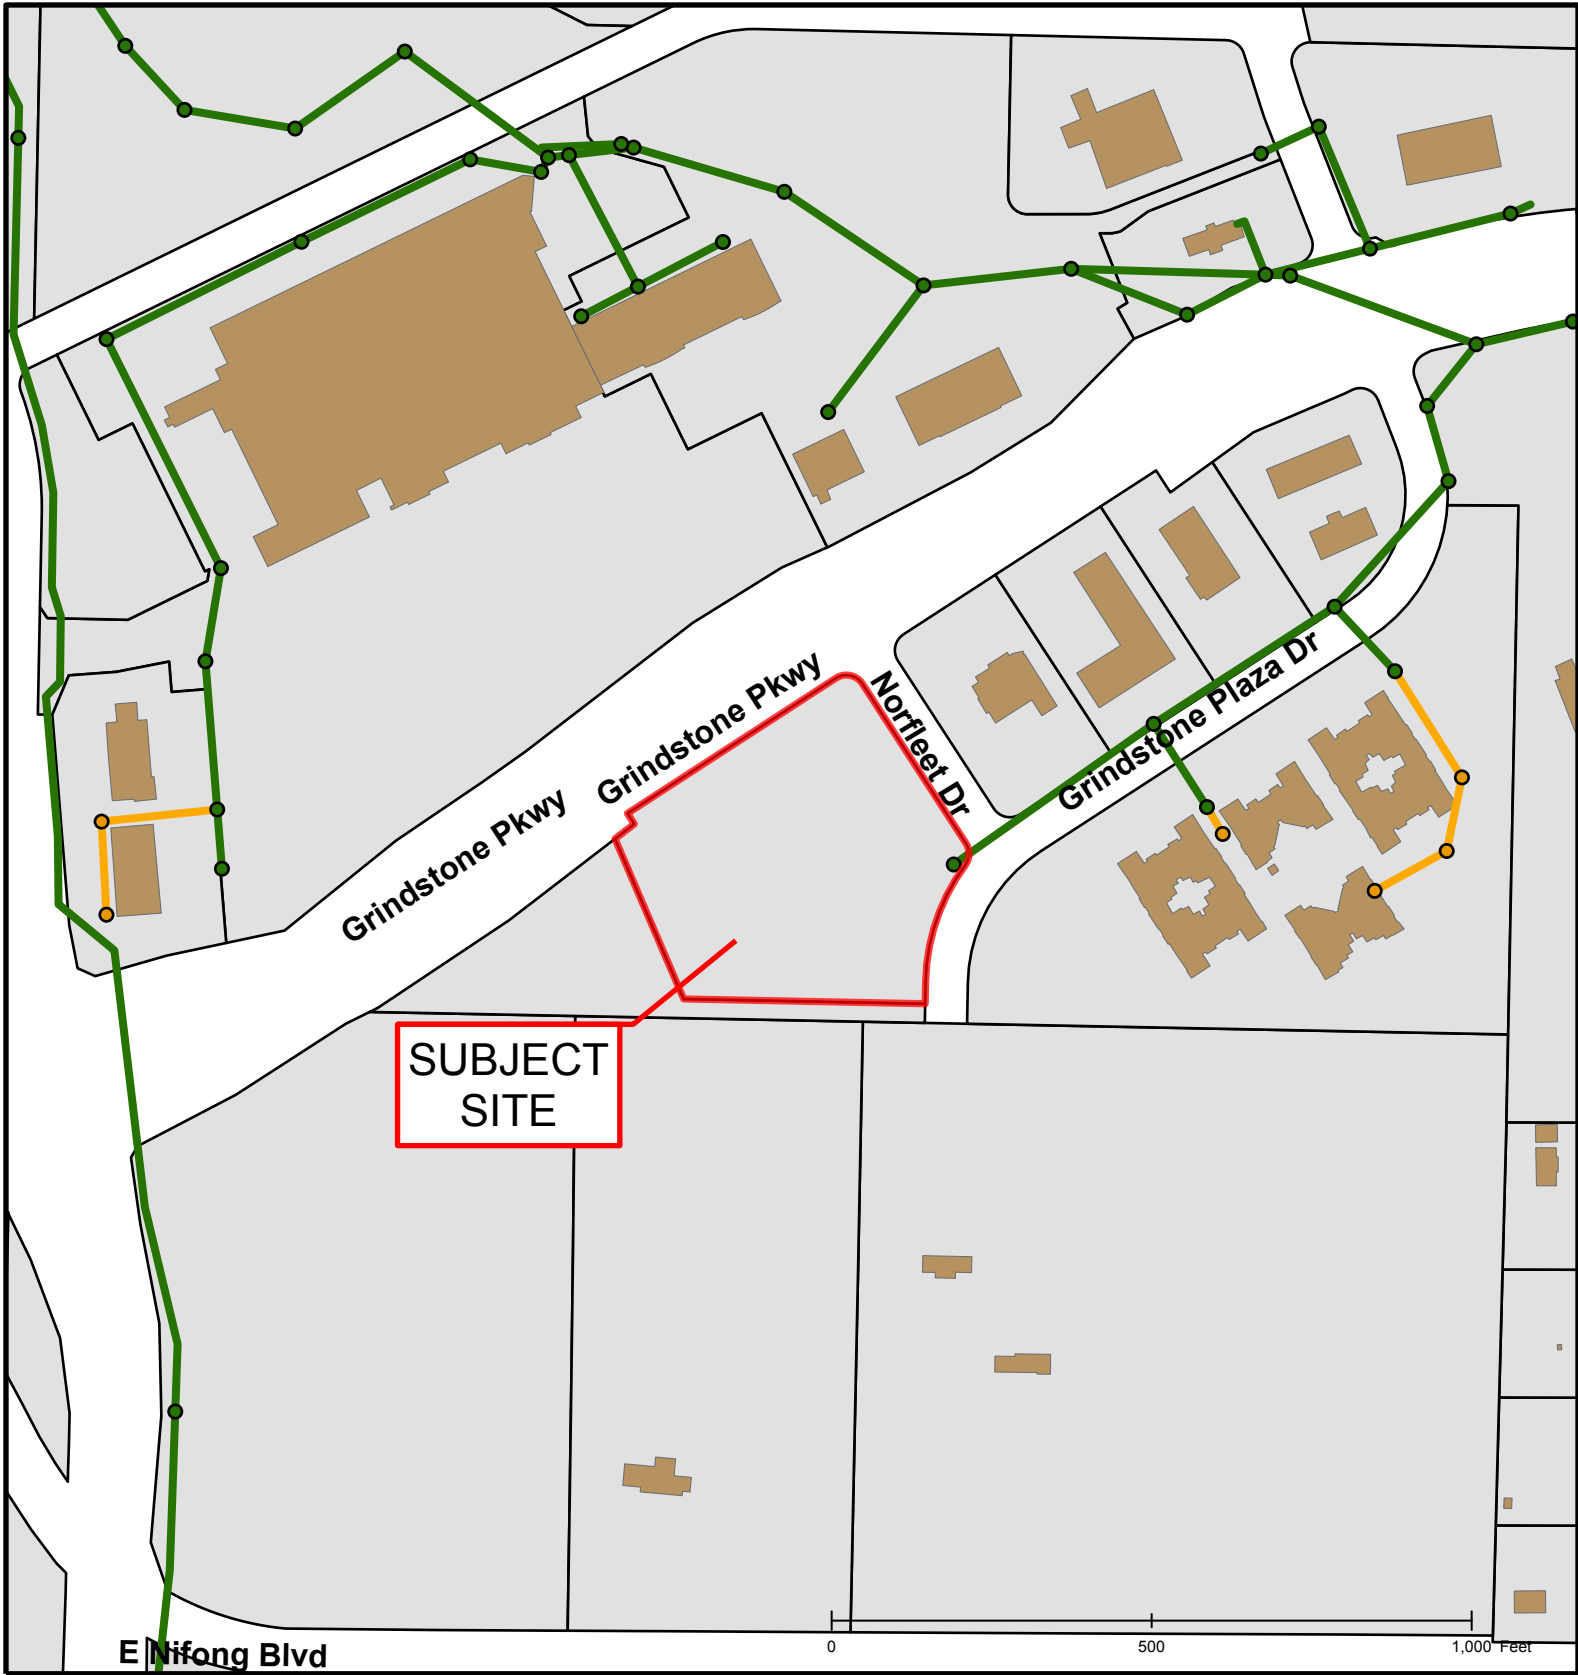 Grindstone Pkwy
Norfleet Dr
Grindstone Plaza Dr
Grindstone Pkwy
SUBJECT
SITE
0 500 1,000 Feet
E Nifong Blvd